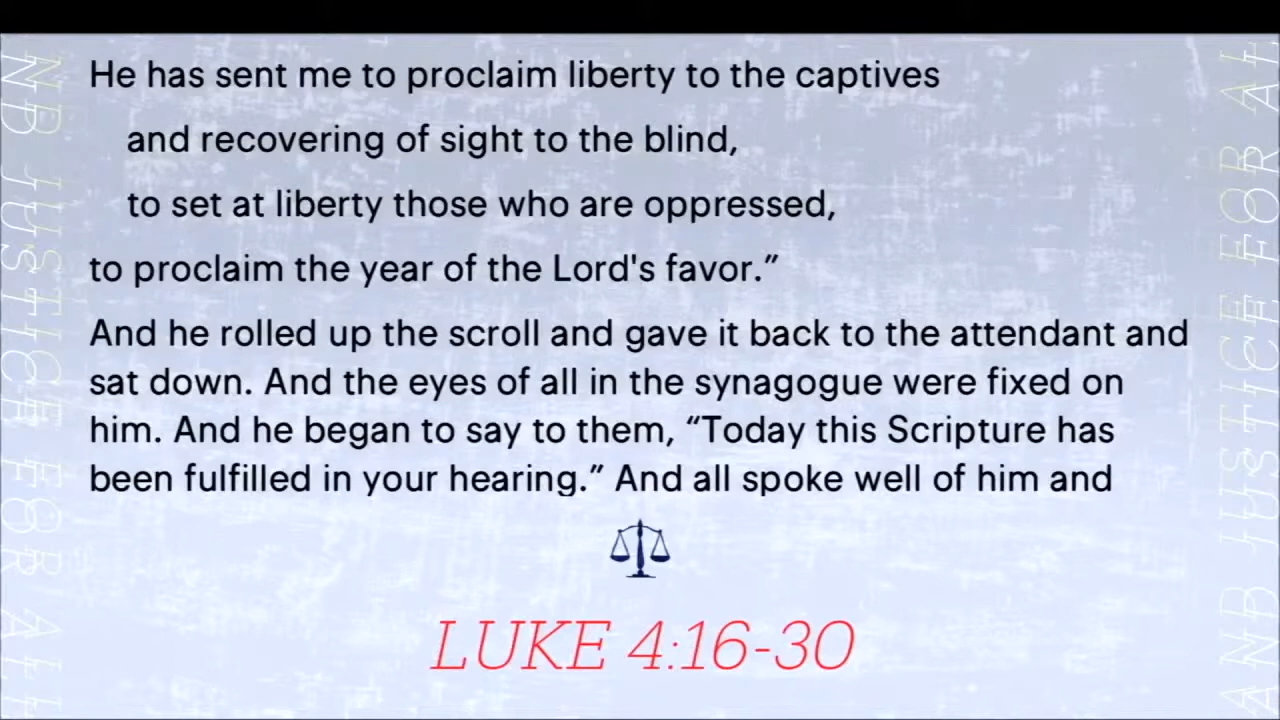 He has sent me to proclaim liberty to the captives
and recovering of sight to the blind,
to set at liberty those who are oppressed,
to proclaim the year of the Lord's favor.”
And he rolled up the scroll and gave it back to the attendant and
sat down. And the eyes of all in the synagogue were fixed on
him. And he began to say to them, “Today this Scripture has
been fulfilled in your hearing.” And all spoke well of him and
LUKE 4:16-30
AND JUSTICE FOR AL